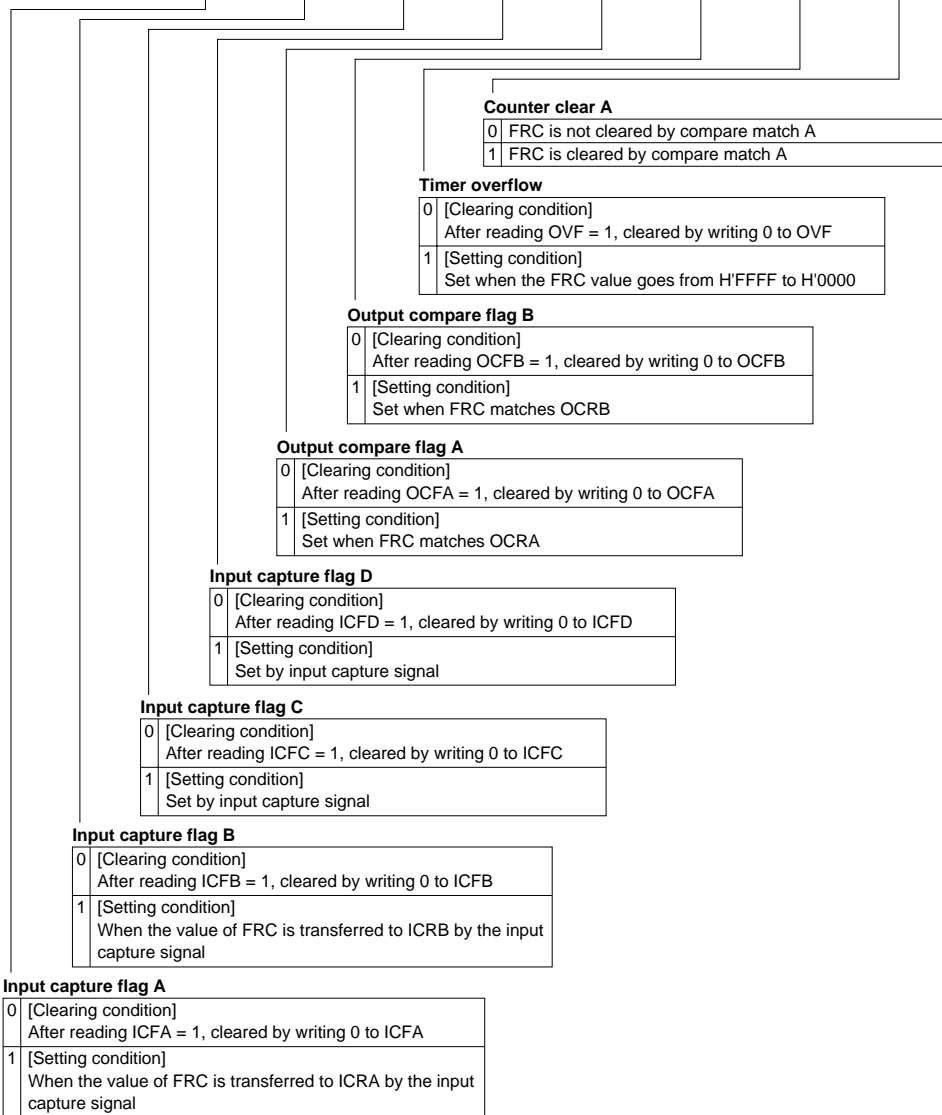 Counter clear A
0 FRC is not cleared by compare match A
1 FRC is cleared by compare match A
Timer overflow
0 [Clearing condition]
After reading OVF = 1, cleared by writing 0 to OVF
1 [Setting condition]
Set when the FRC value goes from H'FFFF to H'0000
Output compare flag B
0 [Clearing condition]
After reading OCFB = 1, cleared by writing 0 to OCFB
1 [Setting condition]
Set when FRC matches OCRB
Output compare flag A
0 [Clearing condition]
After reading OCFA = 1, cleared by writing 0 to OCFA
1 [Setting condition]
Set when FRC matches OCRA
Input capture flag D
0 [Clearing condition]
After reading ICFD = 1, cleared by writing 0 to ICFD
1 [Setting condition]
Set by input capture signal
Input capture flag C
0 [Clearing condition]
After reading ICFC = 1, cleared by writing 0 to ICFC
1 [Setting condition]
Set by input capture signal
Input capture flag B
0 [Clearing condition]
After reading ICFB = 1, cleared by writing 0 to ICFB
1 [Setting condition]
When the value of FRC is transferred to ICRB by the input
capture signal
Input capture flag A
0 [Clearing condition]
After reading ICFA = 1, cleared by writing 0 to ICFA
1 [Setting condition]
When the value of FRC is transferred to ICRA by the input
capture signal